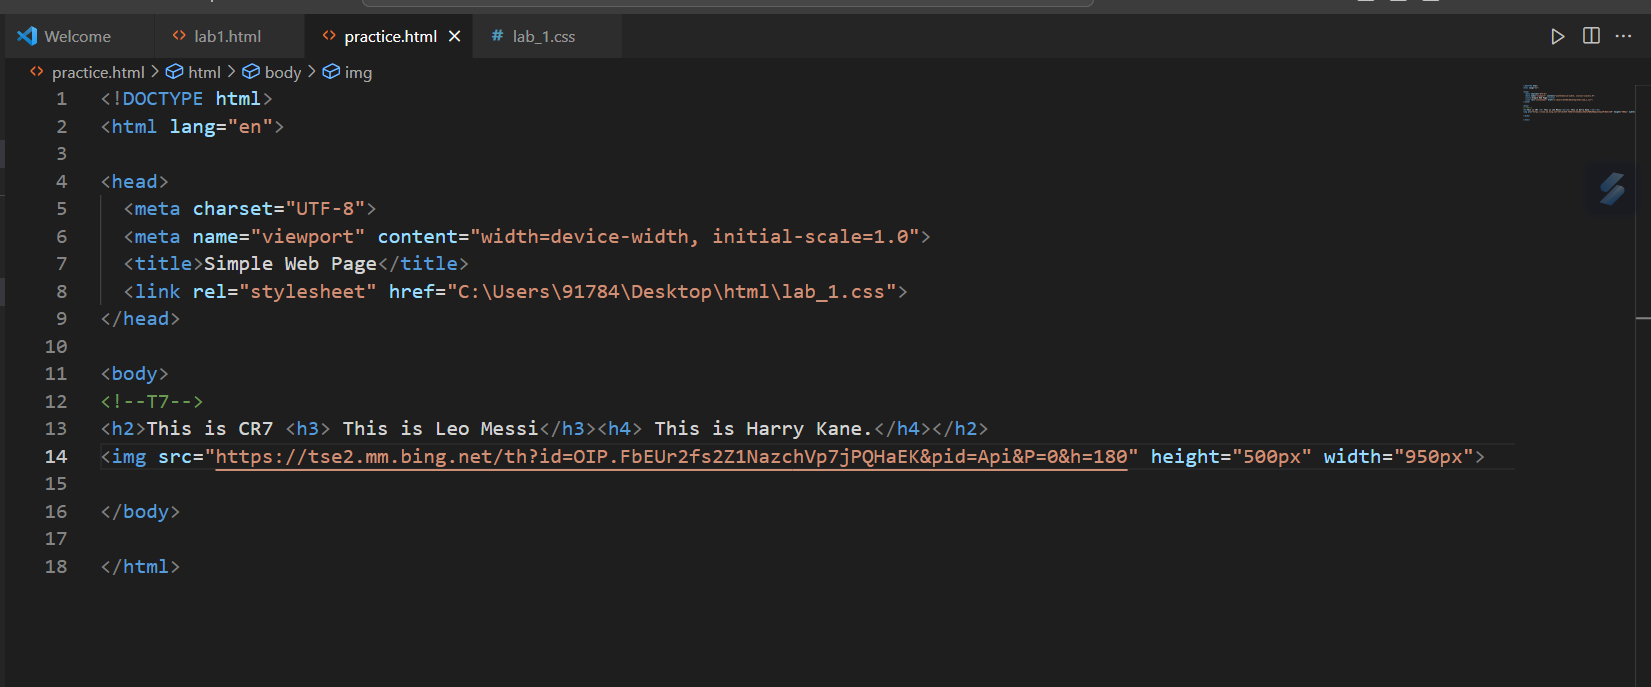 Welcome
<> lab1.html
<> practice.html ×
# lab_1.css
<> practice.html > html > body > img
1 <!DOCTYPE html>
2 <html lang="en">
3
4 <head>
5   <meta charset="UTF-8">
6   <meta name="viewport" content="width=device-width, initial-scale=1.0">
7   <title>Simple Web Page</title>
8   <link rel="stylesheet" href="C:\Users\91784\Desktop\html\lab_1.css">
9 </head>
10
11 <body>
12 <!--T7-->
13 <h2>This is CR7 <h3> This is Leo Messi</h3><h4> This is Harry Kane.</h4></h2>
14 <img src="https://tse2.mm.bing.net/th?id=OIP.FbEUr2fs2Z1NazchVp7jPQHaEK&pid=Api&P=0&h=180" height="500px" width="950px">
15
16 </body>
17
18 </html>